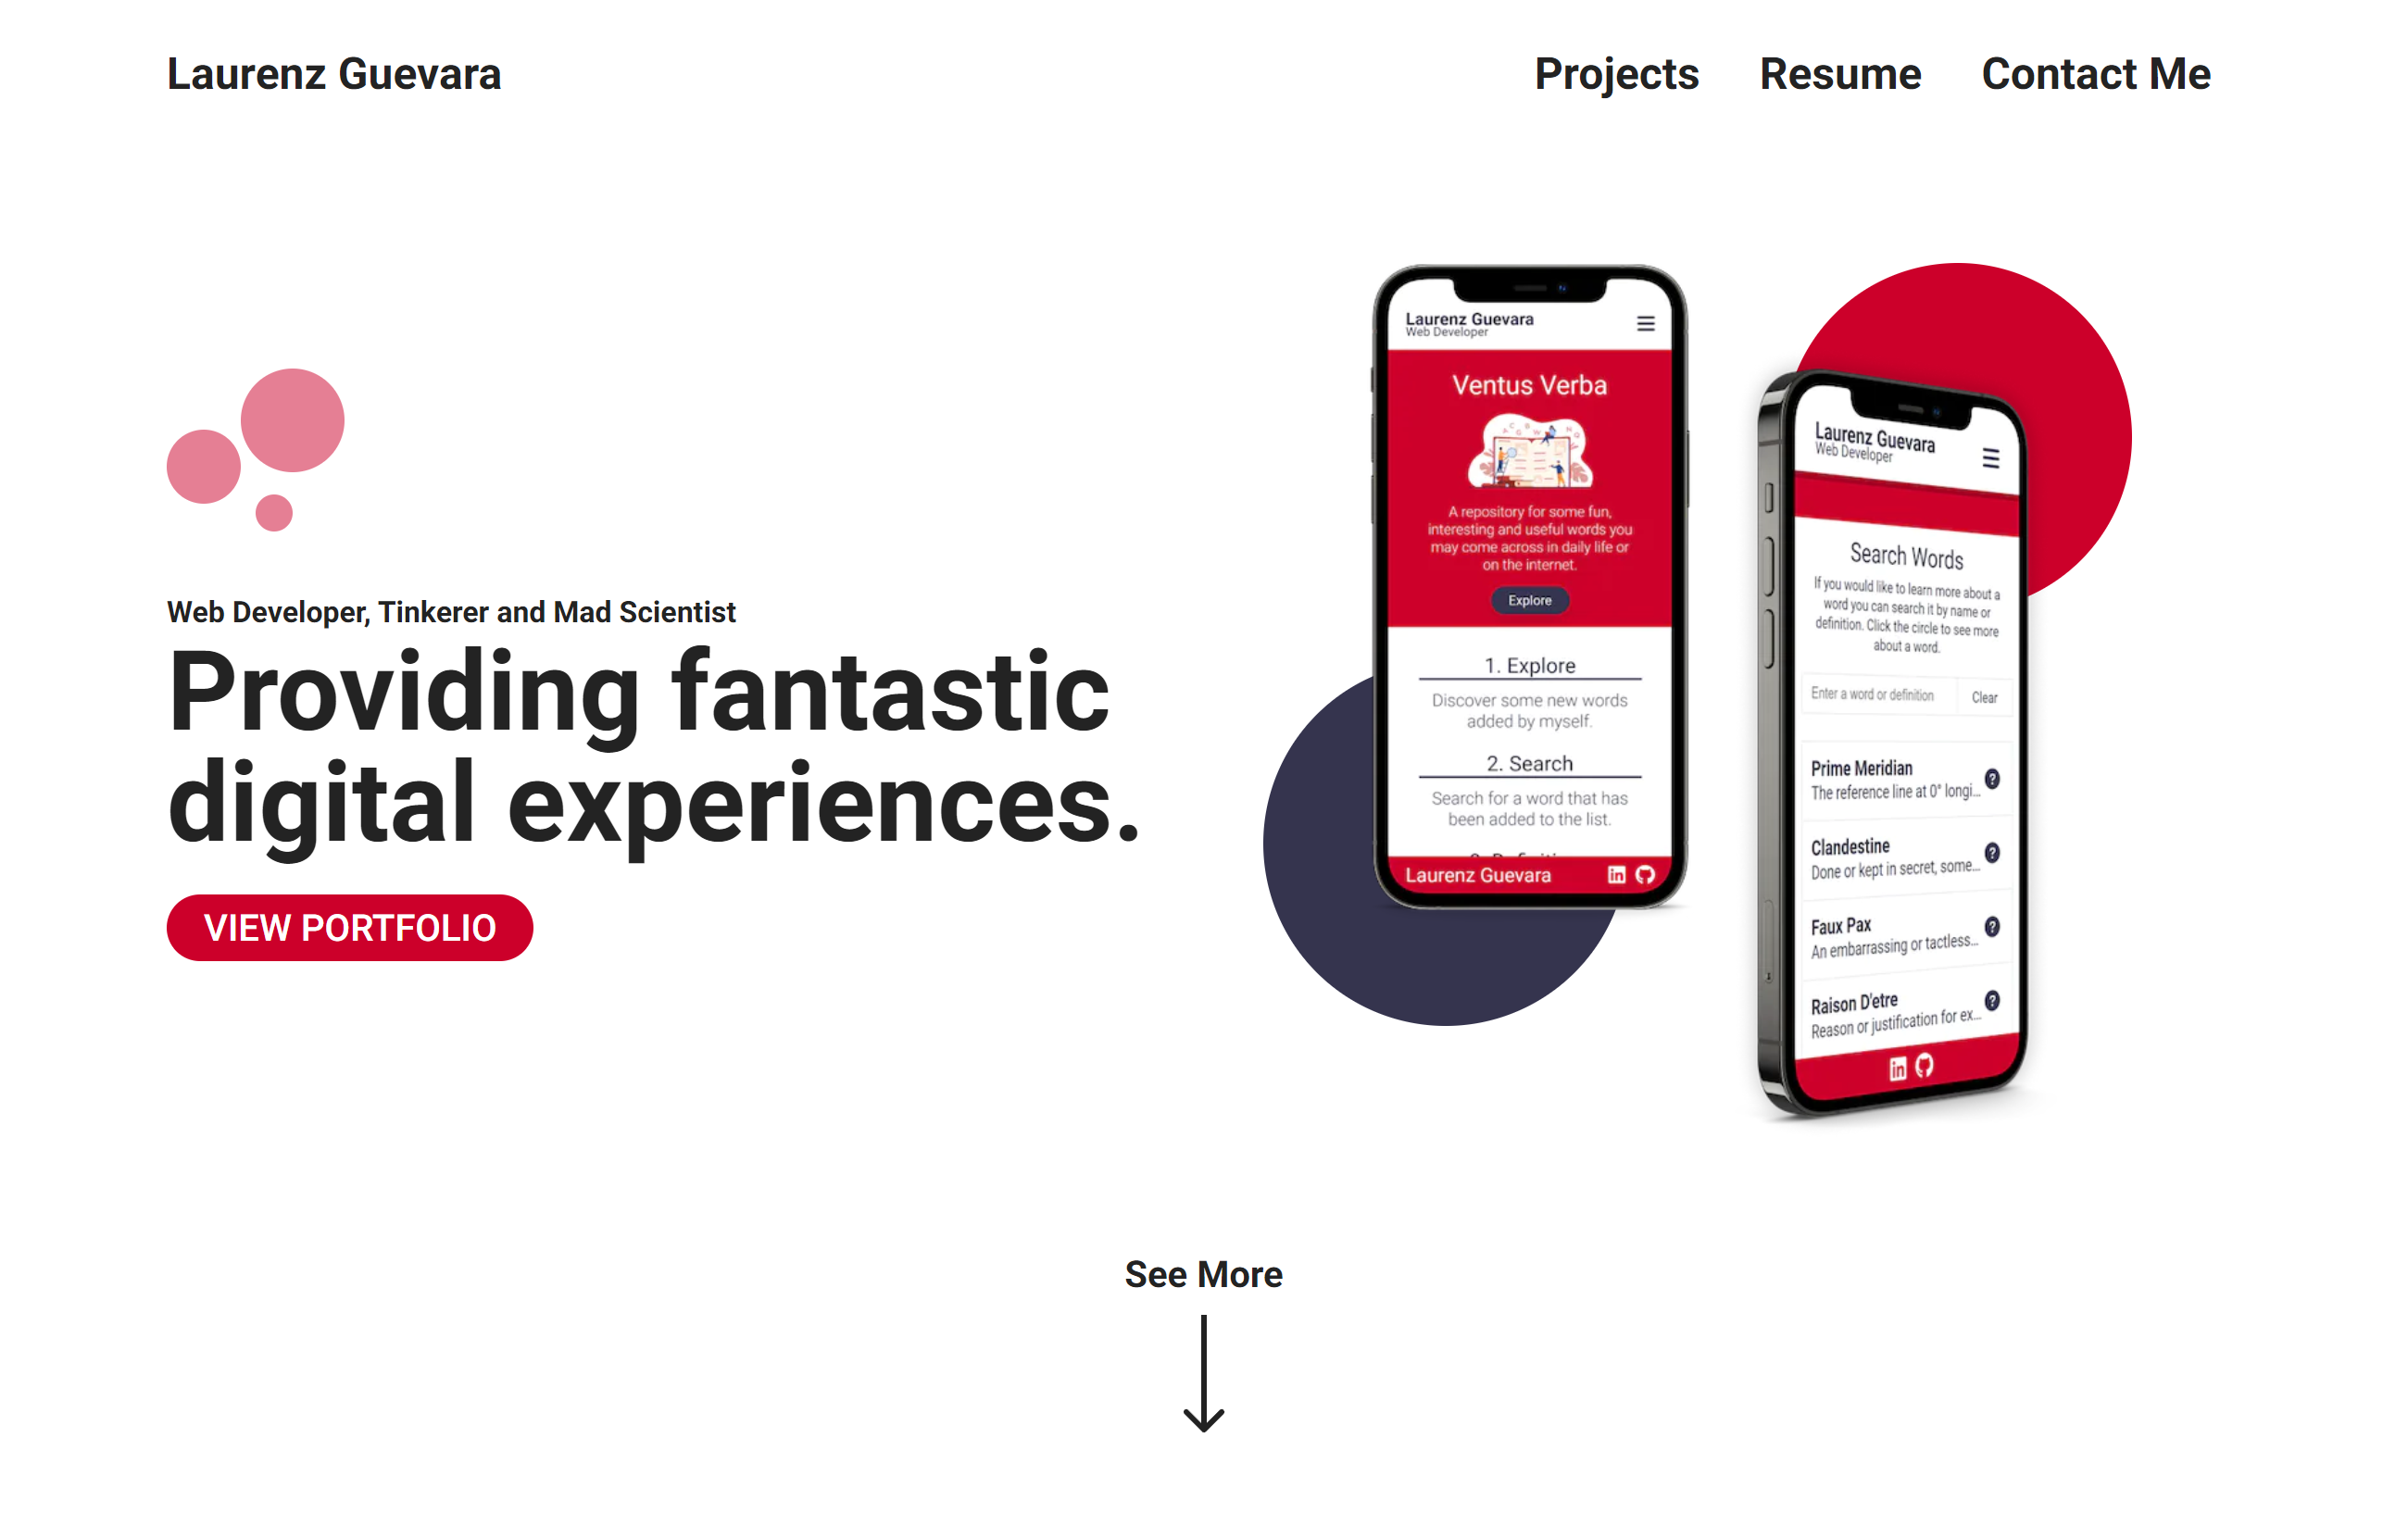 Laurenz Guevara
Projects
Resume
Contact Me
Web Developer, Tinkerer and Mad Scientist
Providing fantastic
digital experiences.
VIEW PORTFOLIO
Laurenz Guevara
Web Developer
Ventus Verba
A repository for some fun,
interesting and useful words you
may come across in daily life or
on the internet.
Explore
1. Explore
Discover some new words
added by myself.
2. Search
Search for a word that has
been added to the list.
Laurenz Guevara
in
Laurenz Guevara
Web Developer
Search Words
If you would like to learn more about a
word you can search it by name or
definition. Click the circle to see more
about a word.
Enter a word or definition
Clear
Prime Meridian
The reference line at 0° longi...
?
Clandestine
Done or kept in secret, some...
?
Faux Pax
An embarrassing or tactless...
?
Raison D'etre
Reason or justification for ex...
?
in
See More